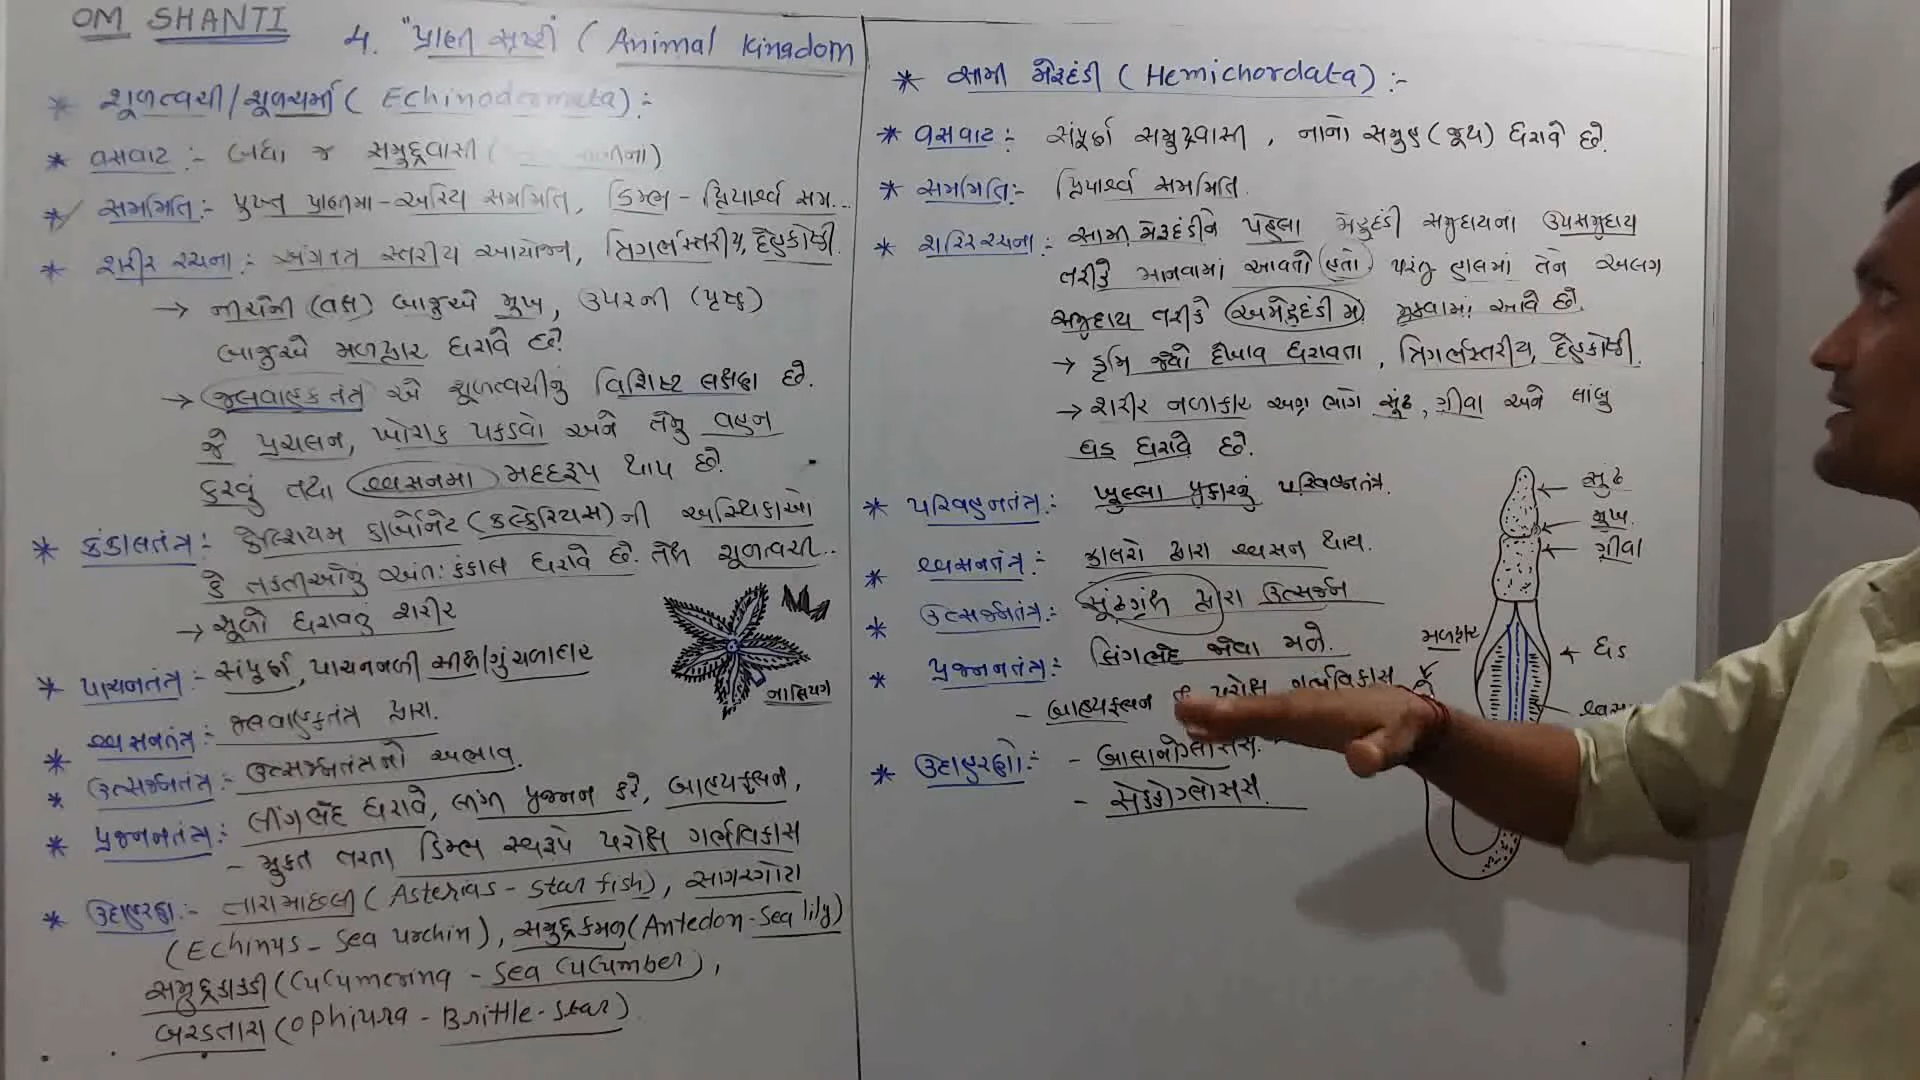 OM SHANTI
4. "પ્રાણી સૃષ્ટી (Animal Kingdom
* શૂળત્વચી/શૂળચર્મી (Echinodermata) :-
* વસવાટ :- બધા જ સમુદ્રવાસી (
* સમમિતિ :- પુખ્ત પ્રાણીમા - અરિય સમમિતિ, ડિમ્ભ - દ્વિપાર્શ્વ સમ...
* શરીર રચના :- અંગતંત્ર સ્તરીય આયોજન, ત્રિગર્ભસ્તરીય, દેહકોષ્ઠી.
→ નીચેની (વક્ષ) બાજુએ મુખ, ઉપરની (પૃષ્ઠ)
બાજુએ મળદ્વાર ધરાવે છે.
→ જલવાહક તંત્ર એ શૂળત્વચીનું વિશિષ્ટ લક્ષણ છે.
જે પ્રચલન, ખોરાક પકડવો અને તેનુ વહન
કરવું તથા શ્વસનમા મદદરૂપ થાય છે.
* કંકાલતંત્ર :- કેલ્શિયમ કાર્બોનેટ (કેલ્કેરિયસ) ની અસ્થિકાઓ
કે તકતીઓનું અંત: કંકાલ ધરાવે છે. તેથી શૂળત્વચી..
→ શૂળો ધરાવતું શરીર
* પાચનતંત્ર :- સંપૂર્ણ, પાચનનળી સીધી/ગુંચળાદાર
નાલિપગ
* શ્વસનતંત્ર :- જલવાહકતંત્ર દ્વારા.
* ઉત્સર્જનતંત્ર :- ઉત્સર્જનતંત્રનો અભાવ.
* પ્રજનનતંત્ર :- લીંગભેદ ધરાવે, લીંગી પ્રજનન કરે, બાહ્યફલન,
- મુક્ત તરતા ડિમ્ભ સ્વરૂપે પરોક્ષ ગર્ભવિકાસ
* ઉદાહરણ :- તારામાછલી (Asterias - Star fish), સાગરગોટા
(Echinus - Sea urchin), સમુદ્રકમળ (Antedon - Sea lily)
સમુદ્રકાકડી (Cucumerina - Sea Cucumber),
બરડતારા (Ophiura - Brittle-star)
* સામી મેરૂદંડી (Hemichordata) :-
* વસવાટ :- સંપૂર્ણ સમુદ્રવાસી, નાનો સમુહ (જૂથ) ધરાવે છે.
* સમમિતિ :- દ્વિપાર્શ્વ સમમિતિ.
* શરિરરચના :- સામી મેરૂદંડીને પહેલા મેરૂદંડી સમુદાયના ઉપસમુદાય
તરીકે માનવામાં આવતો હતો પરંતુ હાલમાં તેને અલગ
સમુદાય તરીકે અમેરૂદંડી માં મૂકવામાં આવે છે.
→ કૃમિ જેવો દેખાવ ધરાવતા, ત્રિગર્ભસ્તરીય, દેહકોષ્ઠી.
→ શરીર નળાકાર અગ્ર ભાગે સૂંઢ, ગ્રીવા અને લાંબુ
ધડ ધરાવે છે.
* પરિવહનતંત્ર :- ખુલ્લા પ્રકારનું પરિવહનતંત્ર.
* શ્વસનતંત્ર :- ઝાલરો દ્વારા શ્વસન થાય.
* ઉત્સર્જનતંત્ર :- સૂંઢગ્રંથિ દ્વારા ઉત્સર્જન
* પ્રજનનતંત્ર :- લિંગભેદ જોવા મળે.
- બાહ્યફલન પરોક્ષ ગર્ભવિકાસ
* ઉદાહરણો :- - બાલાનોગ્લોસસ.
- સેકકોગ્લોસસ.
સૂંઢ
મુખ
ગ્રીવા
મળદ્વાર
ધડ